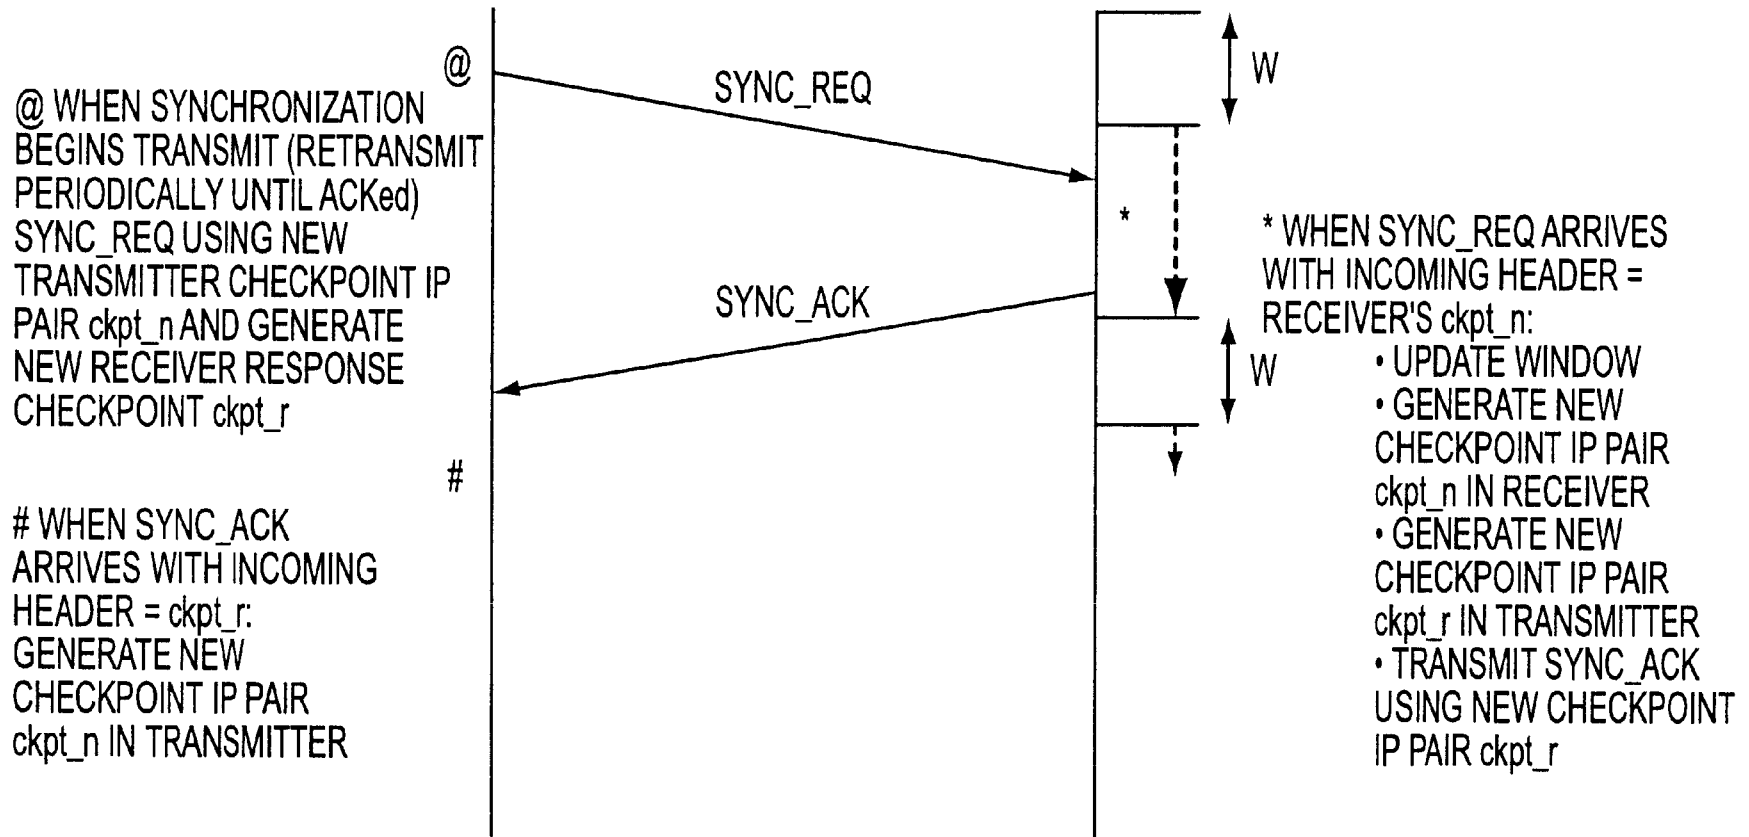 @
@ WHEN SYNCHRONIZATION
BEGINS TRANSMIT (RETRANSMIT
PERIODICALLY UNTIL ACKed)
SYNC_REQ USING NEW
TRANSMITTER CHECKPOINT IP
PAIR ckpt_n AND GENERATE
NEW RECEIVER RESPONSE
CHECKPOINT ckpt_r
#
# WHEN SYNC_ACK
ARRIVES WITH INCOMING
HEADER = ckpt_r:
GENERATE NEW
CHECKPOINT IP PAIR
ckpt_n IN TRANSMITTER
SYNC_REQ
SYNC_ACK
W
*
W
* WHEN SYNC_REQ ARRIVES
WITH INCOMING HEADER =
RECEIVER'S ckpt_n:
• UPDATE WINDOW
• GENERATE NEW
CHECKPOINT IP PAIR
ckpt_n IN RECEIVER
• GENERATE NEW
CHECKPOINT IP PAIR
ckpt_r IN TRANSMITTER
• TRANSMIT SYNC_ACK
USING NEW CHECKPOINT
IP PAIR ckpt_r